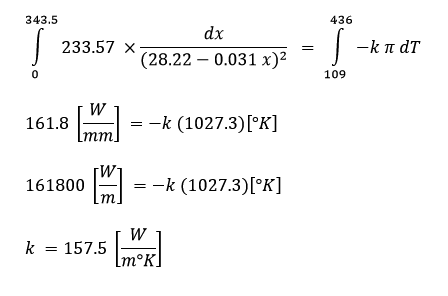 ∫₀^343.5 233.57 × dx / (28.22 − 0.031 x)² = ∫₁₀₉^436 −k π dT
161.8 [W/mm] = −k (1027.3)[°K]
161800 [W/m] = −k (1027.3)[°K]
k = 157.5 [W/m°K]